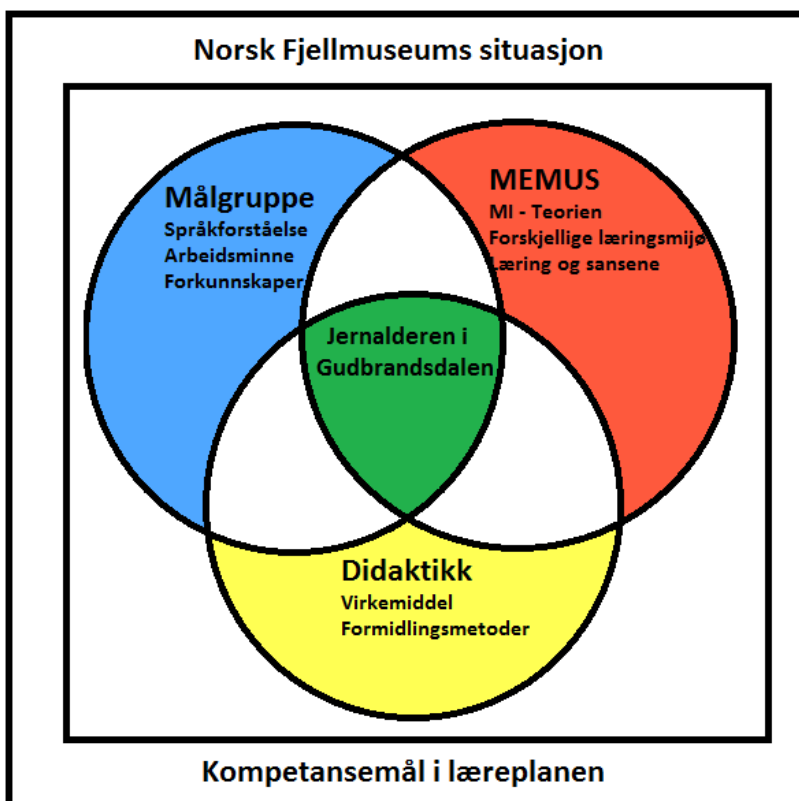 Norsk Fjellmuseums situasjon
Målgruppe
Språkforståelse
Arbeidsminne
Forkunnskaper
MEMUS
MI - Teorien
Forskjellige læringsmijø
Læring og sansene
Jernalderen i
Gudbrandsdalen
Didaktikk
Virkemiddel
Formidlingsmetoder
Kompetansemål i læreplanen